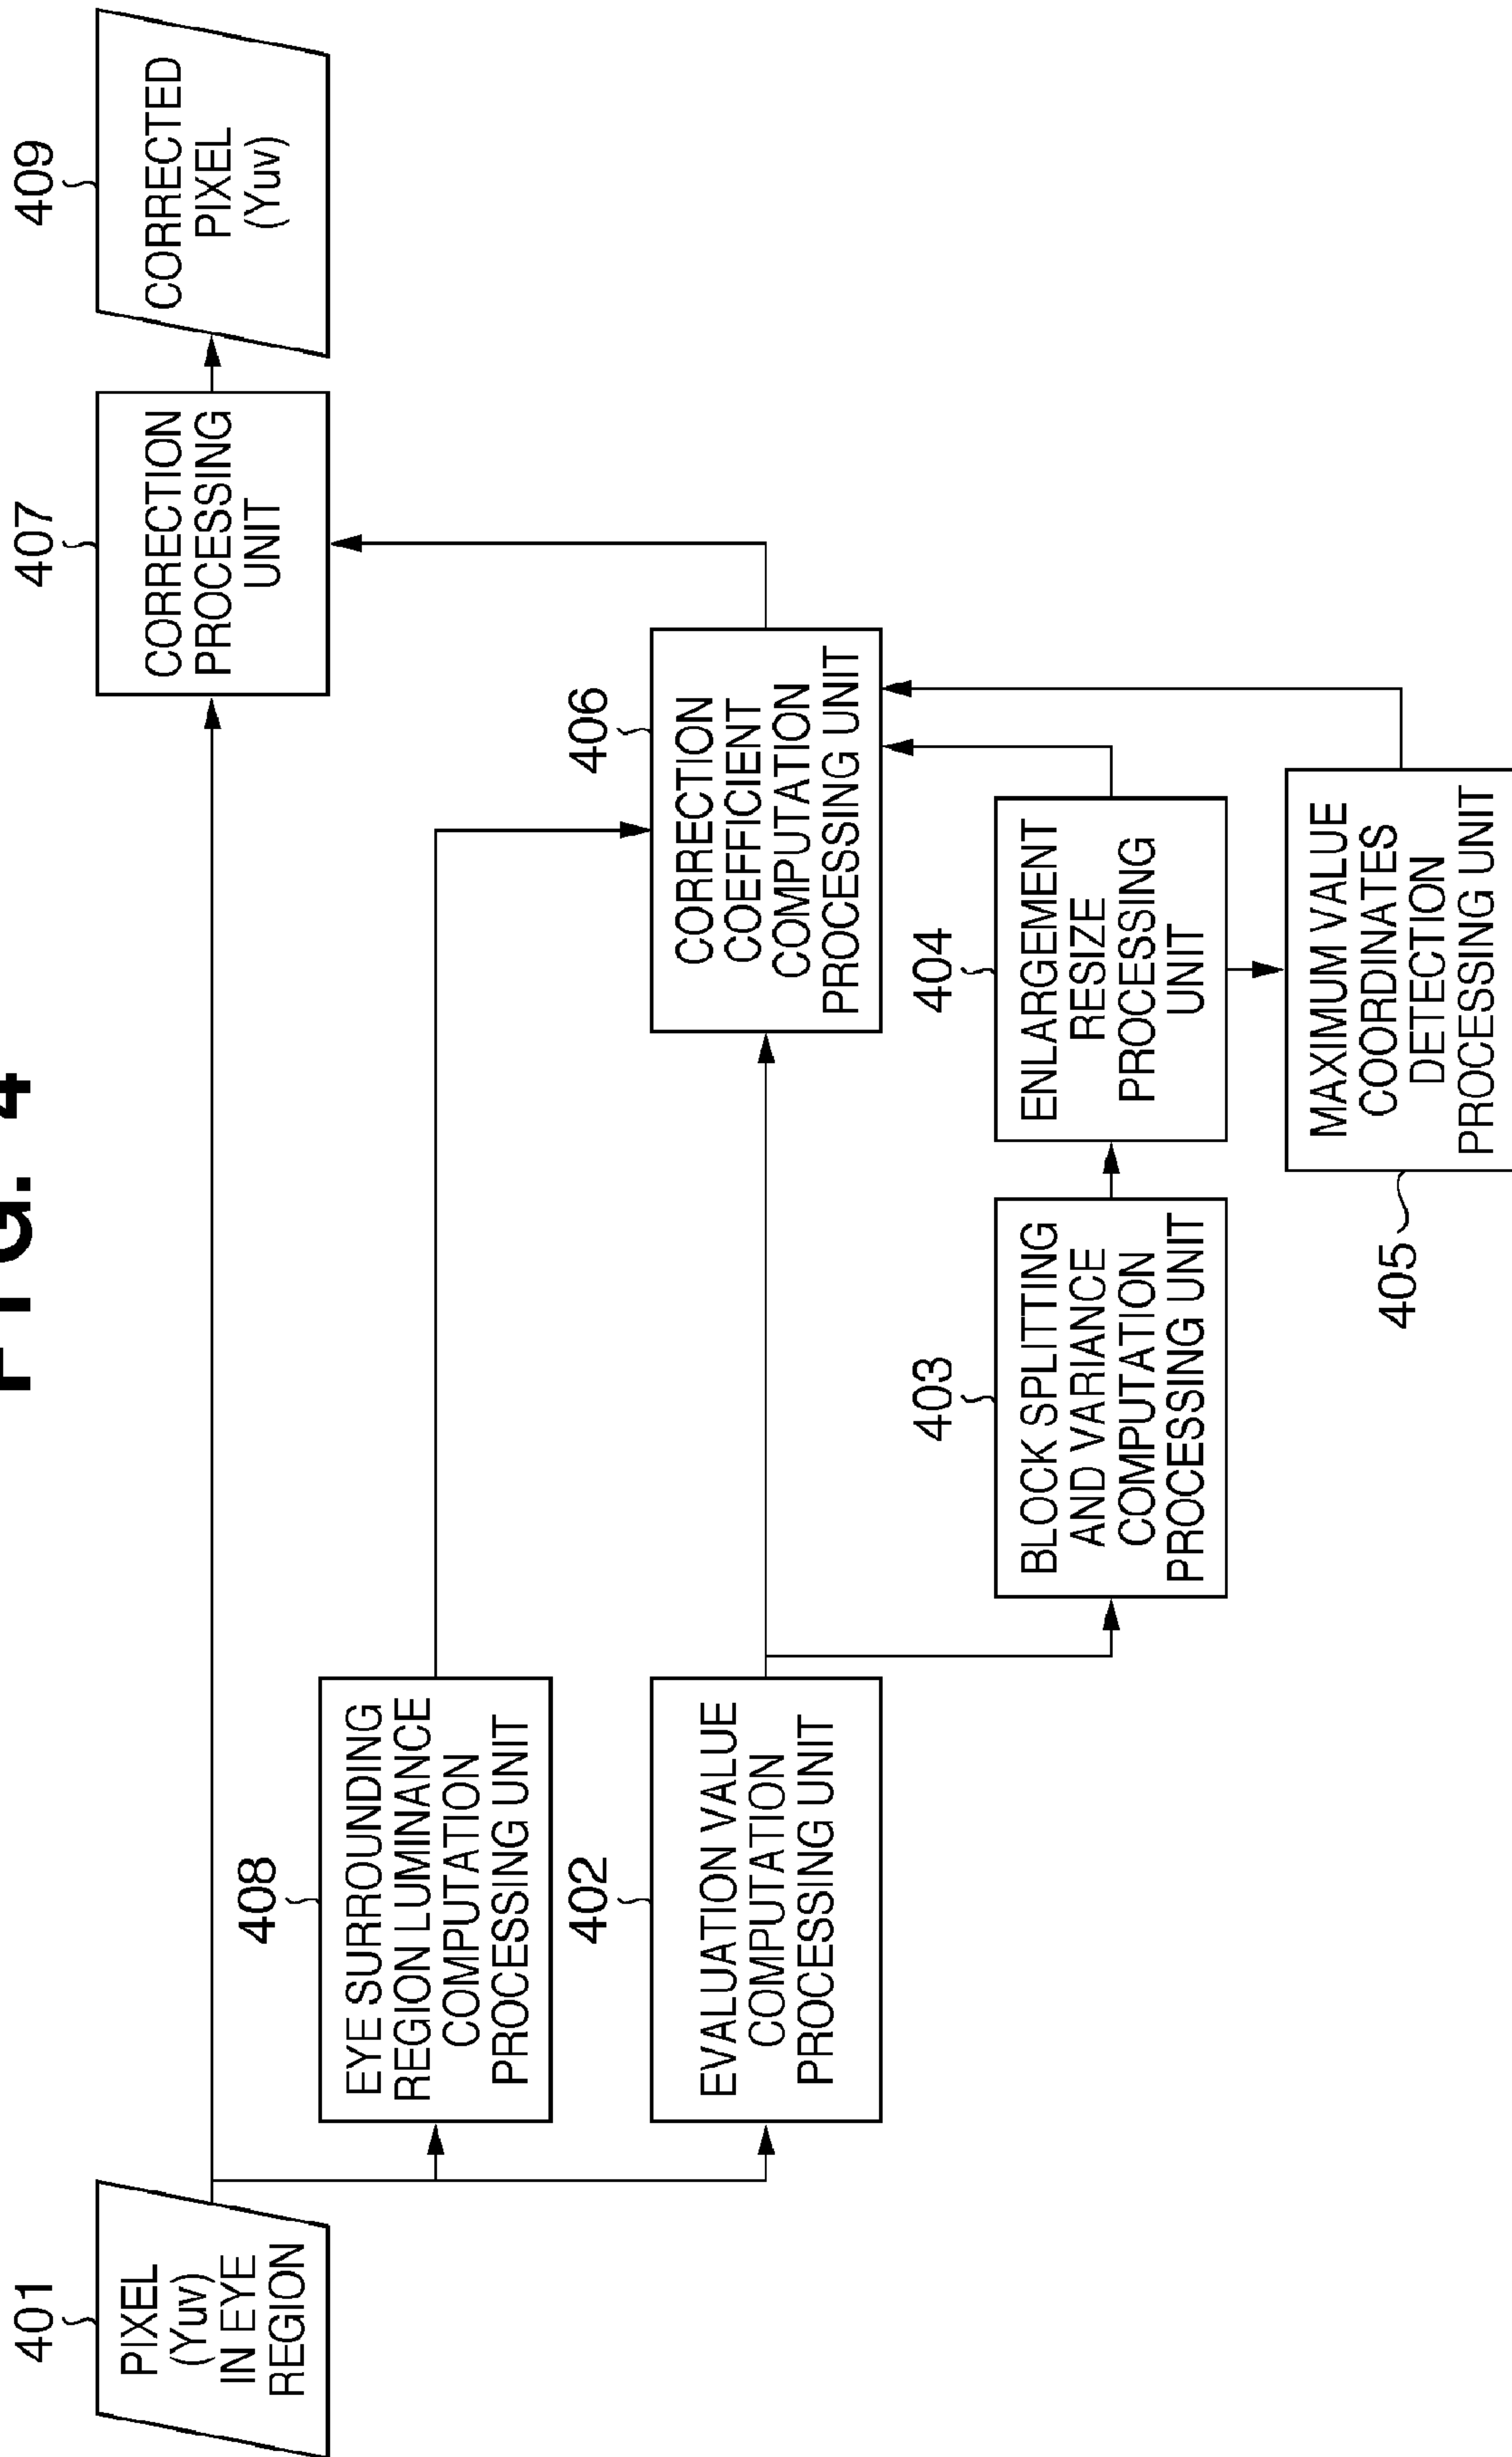 FIG. 4
401
PIXEL
(Yuv)
IN EYE
REGION
408
EYE SURROUNDING
REGION LUMINANCE
COMPUTATION
PROCESSING UNIT
402
EVALUATION VALUE
COMPUTATION
PROCESSING UNIT
403
BLOCK SPLITTING
AND VARIANCE
COMPUTATION
PROCESSING UNIT
404
ENLARGEMENT
RESIZE
PROCESSING
UNIT
405
MAXIMUM VALUE
COORDINATES
DETECTION
PROCESSING UNIT
406
CORRECTION
COEFFICIENT
COMPUTATION
PROCESSING UNIT
407
CORRECTION
PROCESSING
UNIT
409
CORRECTED
PIXEL
(Yuv)